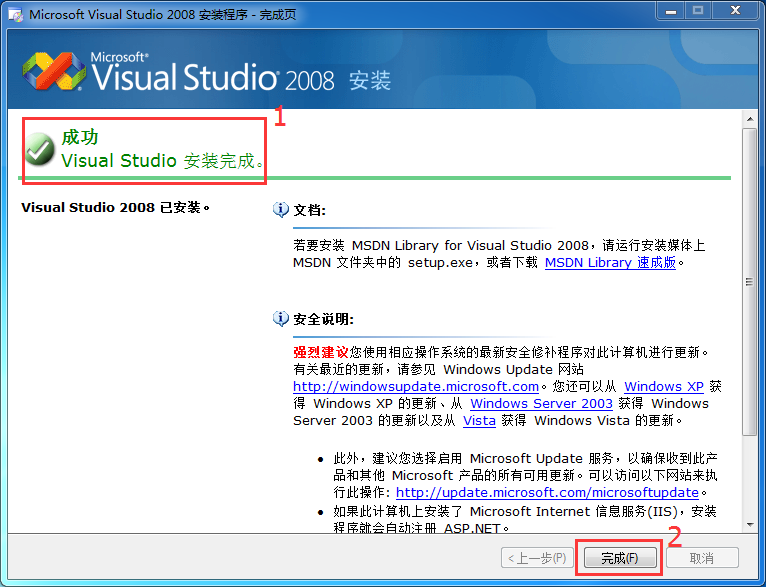 Microsoft Visual Studio 2008 安装程序 - 完成页
Microsoft®
Visual Studio® 2008 安装
1
成功
Visual Studio 安装完成。
Visual Studio 2008 已安装。
文档:
若要安装 MSDN Library for Visual Studio 2008，请运行安装媒体上
MSDN 文件夹中的 setup.exe，或者下载 MSDN Library 速成版。
安全说明:
强烈建议您使用相应操作系统的最新安全修补程序对此计算机进行更新。
有关最近的更新，请参见 Windows Update 网站
http://windowsupdate.microsoft.com。您还可以从 Windows XP 获
得 Windows XP 的更新、从 Windows Server 2003 获得 Windows
Server 2003 的更新以及从 Vista 获得 Windows Vista 的更新。
• 此外，建议您选择启用 Microsoft Update 服务，以确保收到此产
品和其他 Microsoft 产品的所有可用更新。可以访问以下网站来执
行此操作: http://update.microsoft.com/microsoftupdate。
• 如果此计算机上安装了 Microsoft Internet 信息服务(IIS)，安装
程序就会自动注册 ASP.NET。
2
<上一步(P) 完成(F) 取消